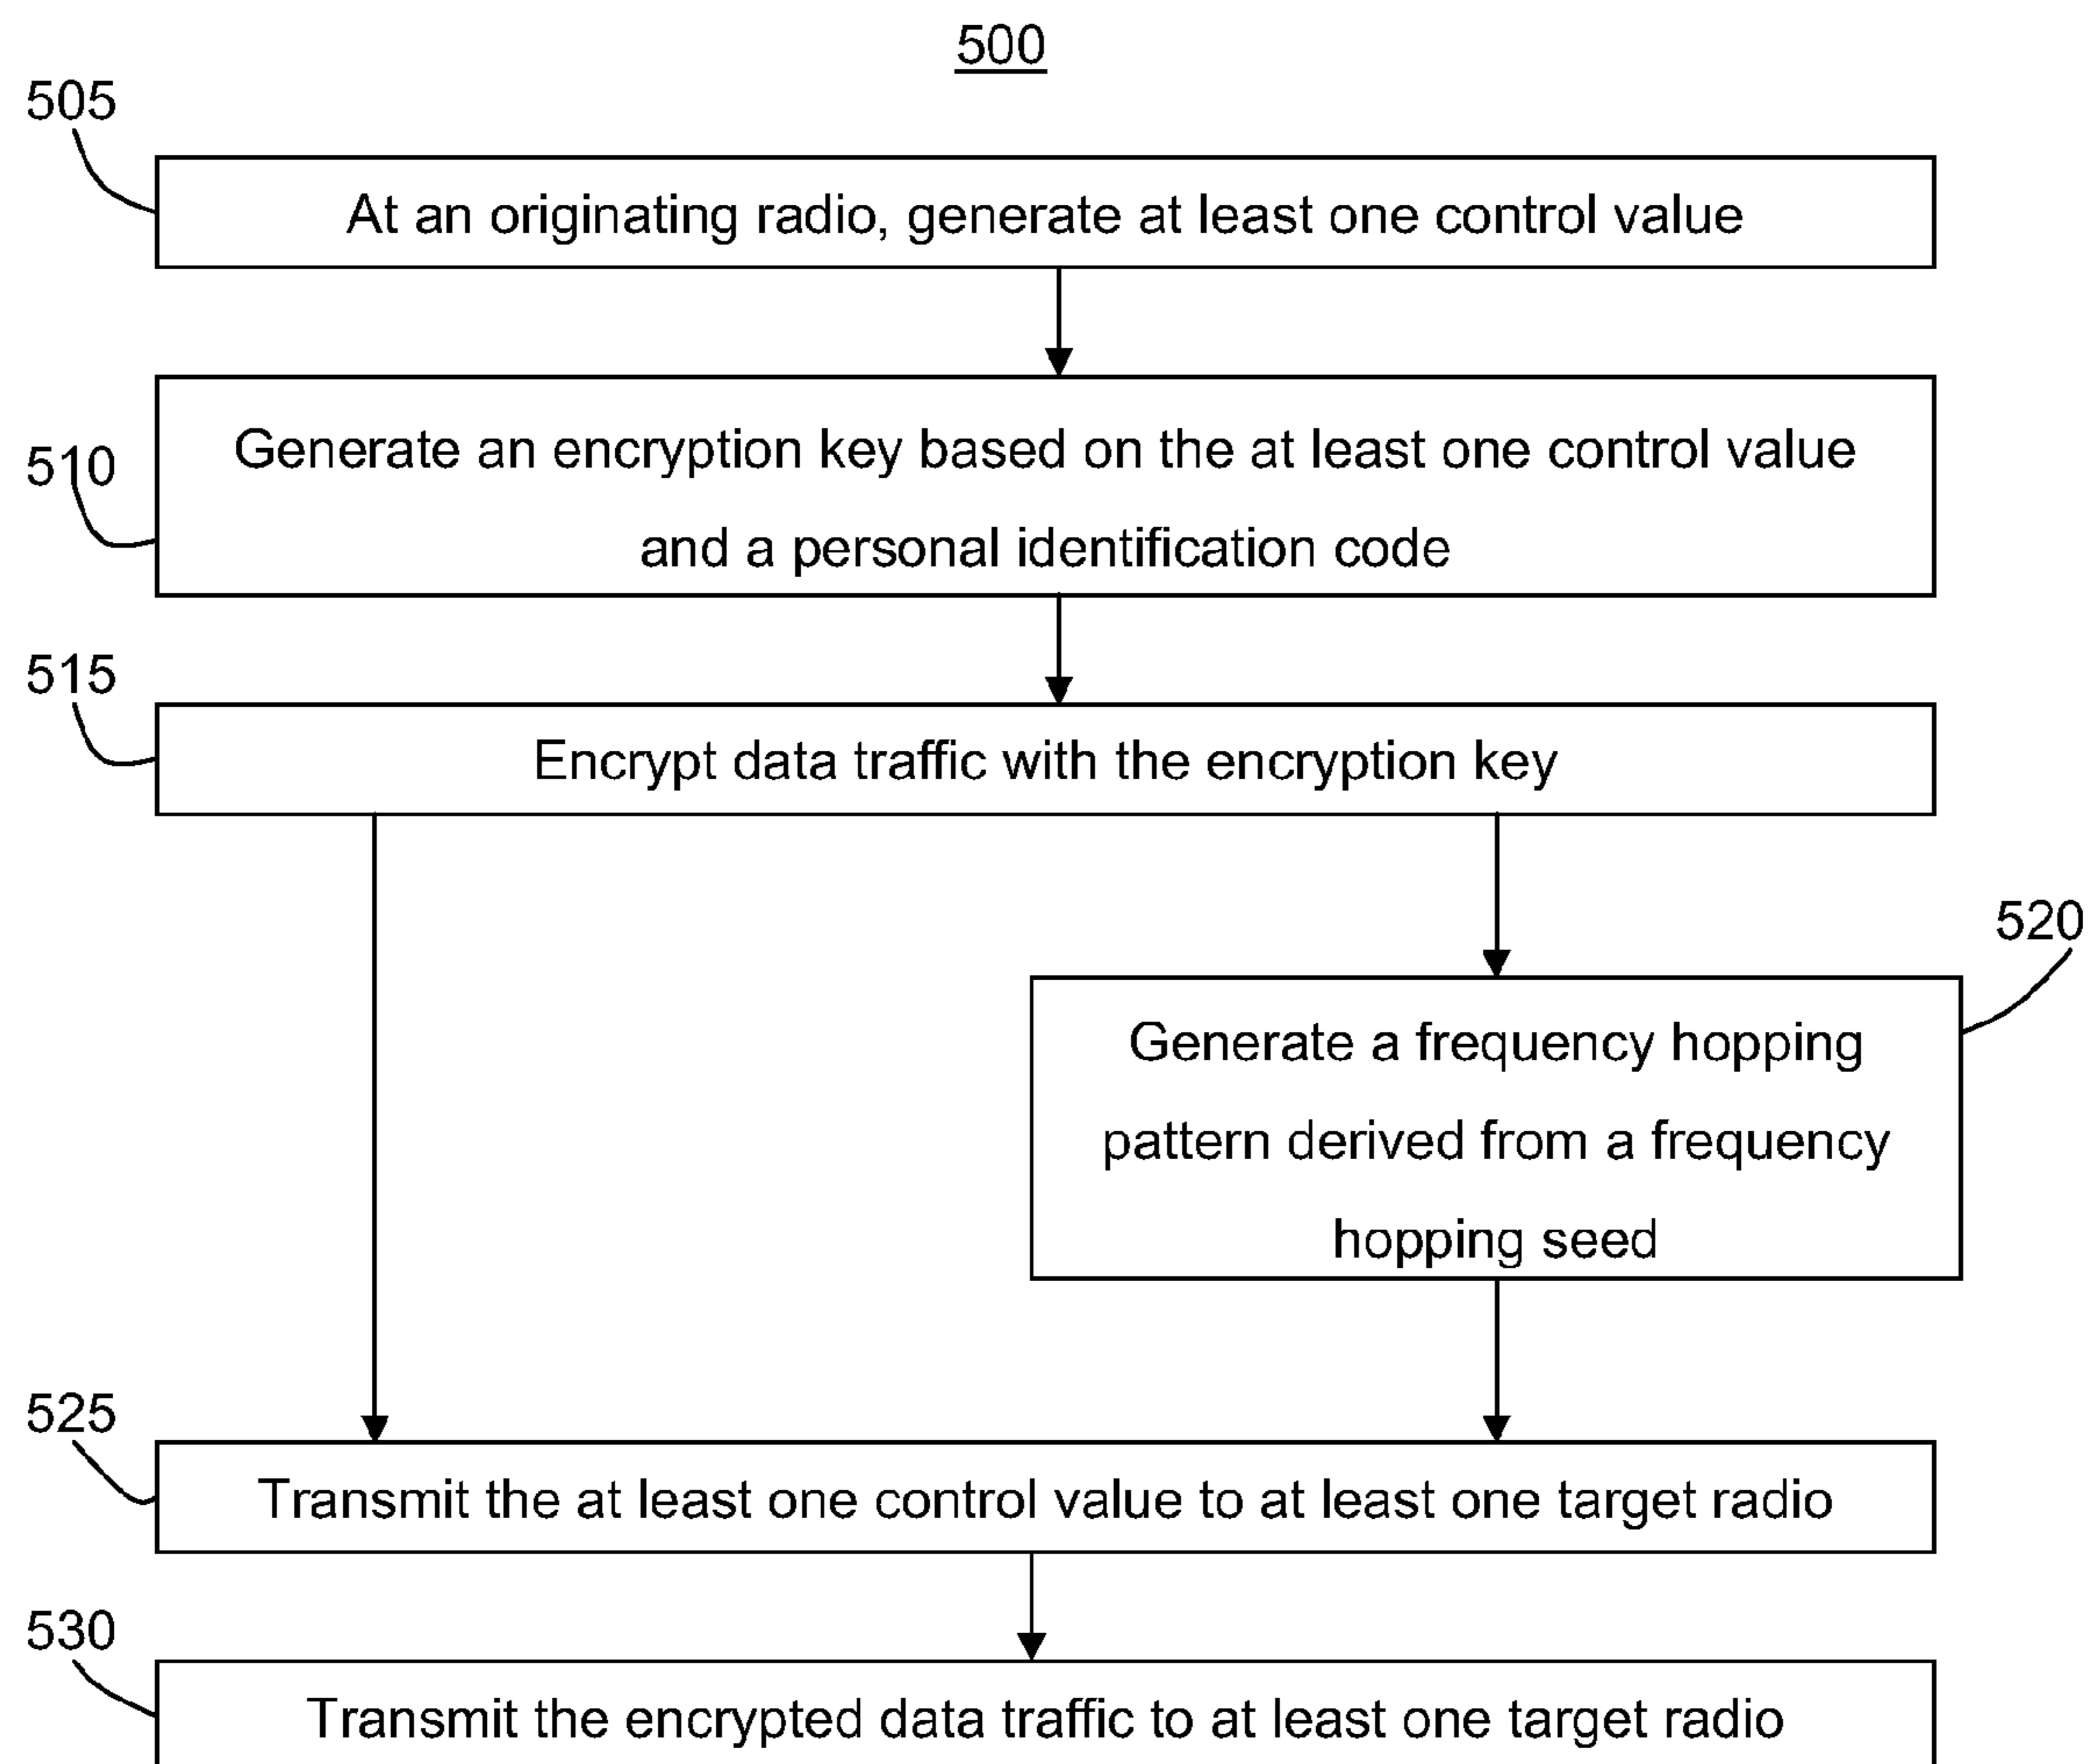 500
505
At an originating radio, generate at least one control value
510
Generate an encryption key based on the at least one control value
and a personal identification code
515
Encrypt data traffic with the encryption key
520
Generate a frequency hopping
pattern derived from a frequency
hopping seed
525
Transmit the at least one control value to at least one target radio
530
Transmit the encrypted data traffic to at least one target radio